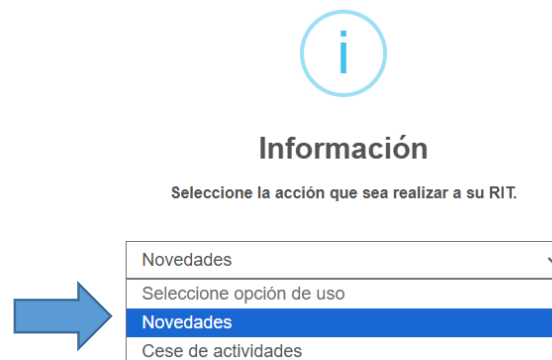 i
Información
Seleccione la acción que sea realizar a su RIT.
Novedades
Seleccione opción de uso
Novedades
Cese de actividades